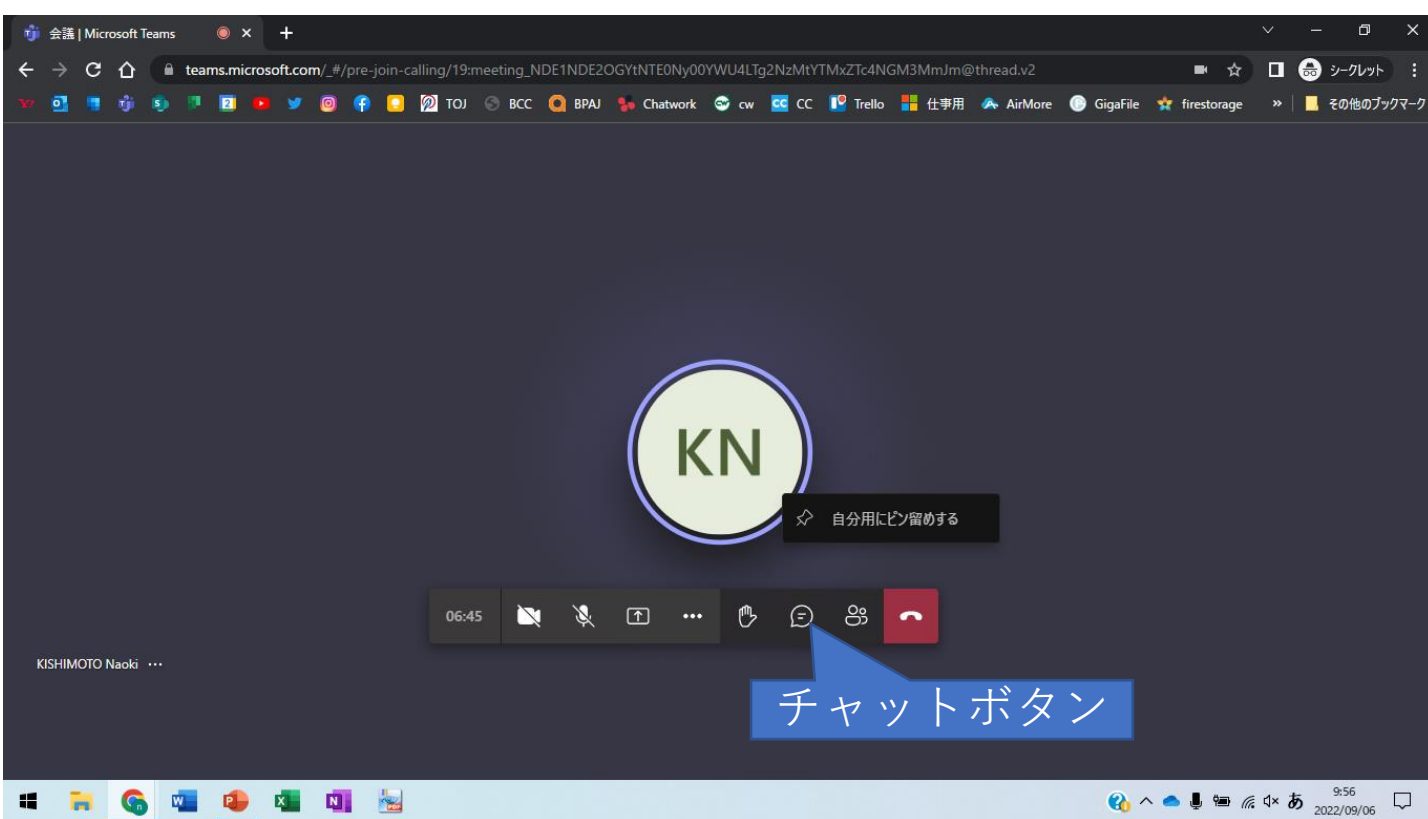 会議 | Microsoft Teams
teams.microsoft.com/_#/pre-join-calling/19:meeting_NDE1NDE2OGYtNTE0Ny00YWU4LTg2NzMtYTMxZTc4NGM3MmJm@thread.v2
シークレット
TOJ BCC BPAJ Chatwork cw CC Trello 仕事用 AirMore GigaFile firestorage » その他のブックマーク
KN
自分用にピン留めする
06:45
KISHIMOTO Naoki ···
チャットボタン
あ
9:56
2022/09/06